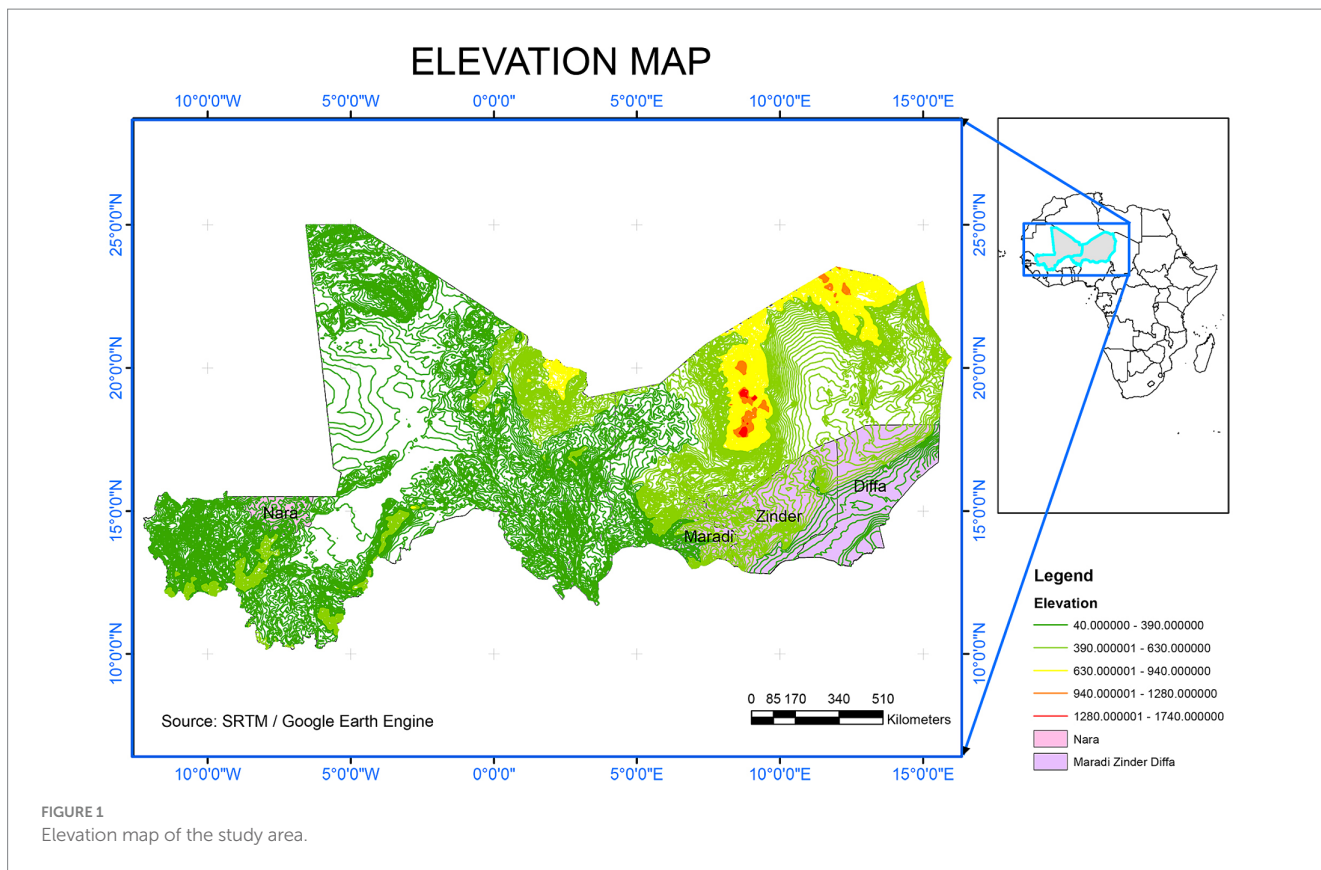 ELEVATION MAP
10°0'0"W 5°0'0"W 0°0'0" 5°0'0"E 10°0'0"E 15°0'0"E
25°0'0"N 25°0'0"N
20°0'0"N 20°0'0"N
15°0'0"N 15°0'0"N
10°0'0"N 10°0'0"N
Nara
Maradi
Zinder
Diffa
Source: SRTM / Google Earth Engine
0 85 170 340 510
Kilometers
10°0'0"W 5°0'0"W 0°0'0" 5°0'0"E 10°0'0"E 15°0'0"E
Legend
Elevation
40.000000 - 390.000000
390.000001 - 630.000000
630.000001 - 940.000000
940.000001 - 1280.000000
1280.000001 - 1740.000000
Nara
Maradi Zinder Diffa
FIGURE 1
Elevation map of the study area.